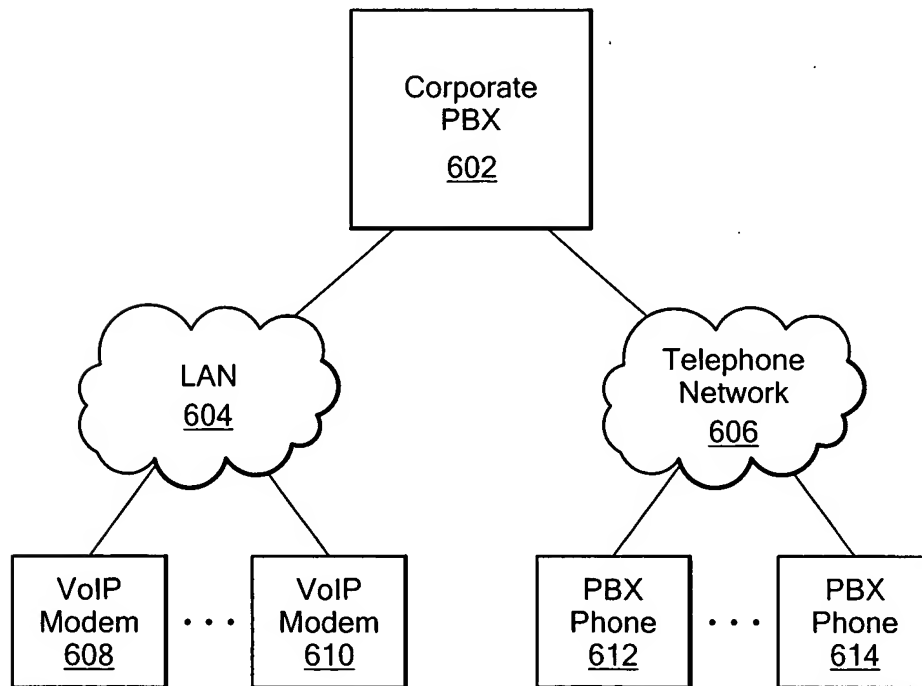 Corporate
PBX
602
LAN
604
Telephone
Network
606
VoIP
Modem
608
...
VoIP
Modem
610
PBX
Phone
612
...
PBX
Phone
614